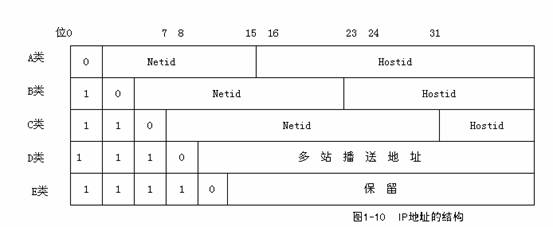 位0 7 8 15 16 23 24 31
A类 0 Netid Hostid
B类 1 0 Netid Hostid
C类 1 1 0 Netid Hostid
D类 1 1 1 0 多站播送地址
E类 1 1 1 1 0 保留
图1-10 IP地址的结构